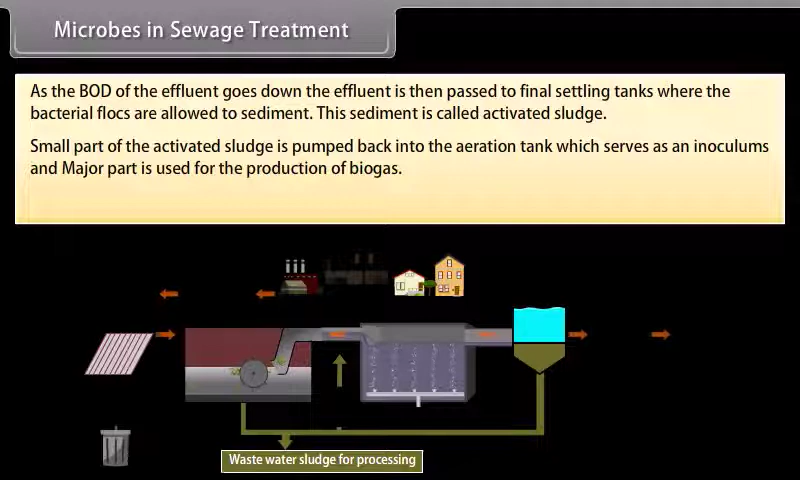 Microbes in Sewage Treatment
As the BOD of the effluent goes down the effluent is then passed to final settling tanks where the
bacterial flocs are allowed to sediment. This sediment is called activated sludge.
Small part of the activated sludge is pumped back into the aeration tank which serves as an inoculums
and Major part is used for the production of biogas.
Waste water sludge for processing